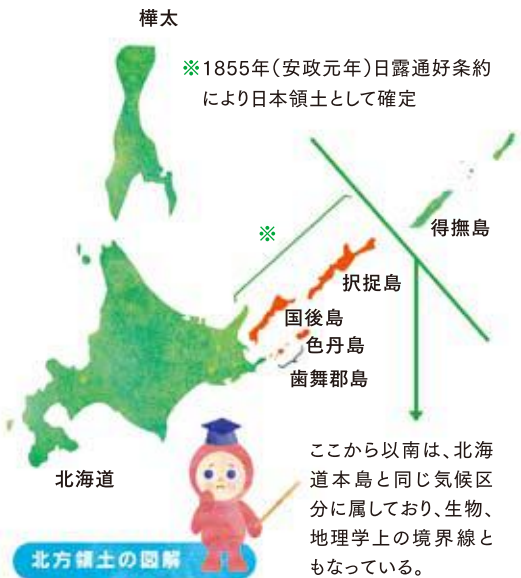 樺太
※1855年（安政元年）日露通好条約
により日本領土として確定
得撫島
※
択捉島
国後島
色丹島
歯舞郡島
北海道
ここから以南は、北海
道本島と同じ気候区
分に属しており、生物、
地理学上の境界線と
もなっている。
北方領土の図解